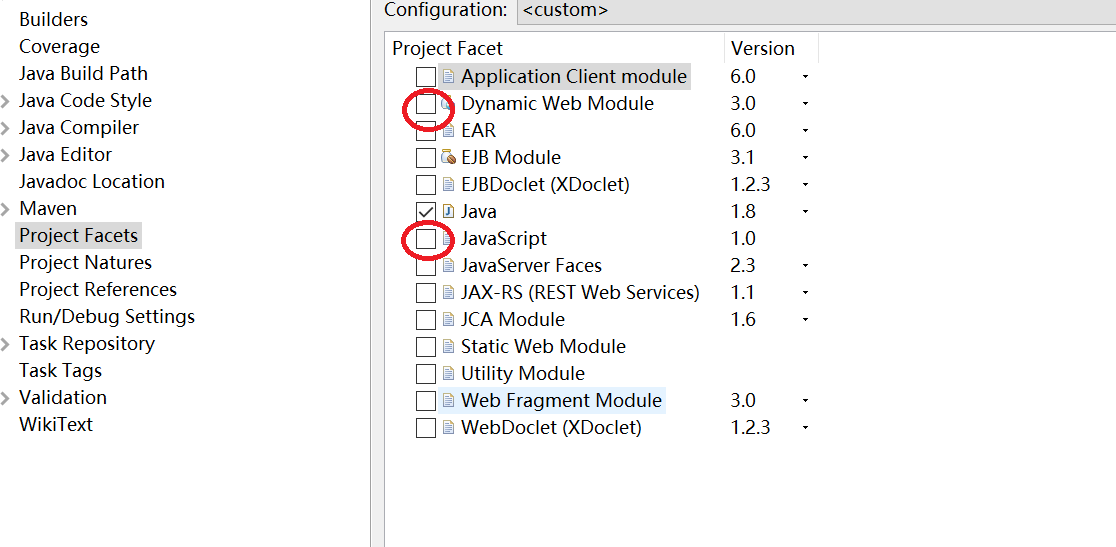 Builders
Coverage
Java Build Path
Java Code Style
Java Compiler
Java Editor
Javadoc Location
Maven
Project Facets
Project Natures
Project References
Run/Debug Settings
Task Repository
Task Tags
Validation
WikiText
Configuration: <custom>
Project Facet Version
Application Client module 6.0
Dynamic Web Module 3.0
EAR 6.0
EJB Module 3.1
EJBDoclet (XDoclet) 1.2.3
Java 1.8
JavaScript 1.0
JavaServer Faces 2.3
JAX-RS (REST Web Services) 1.1
JCA Module 1.6
Static Web Module
Utility Module
Web Fragment Module 3.0
WebDoclet (XDoclet) 1.2.3